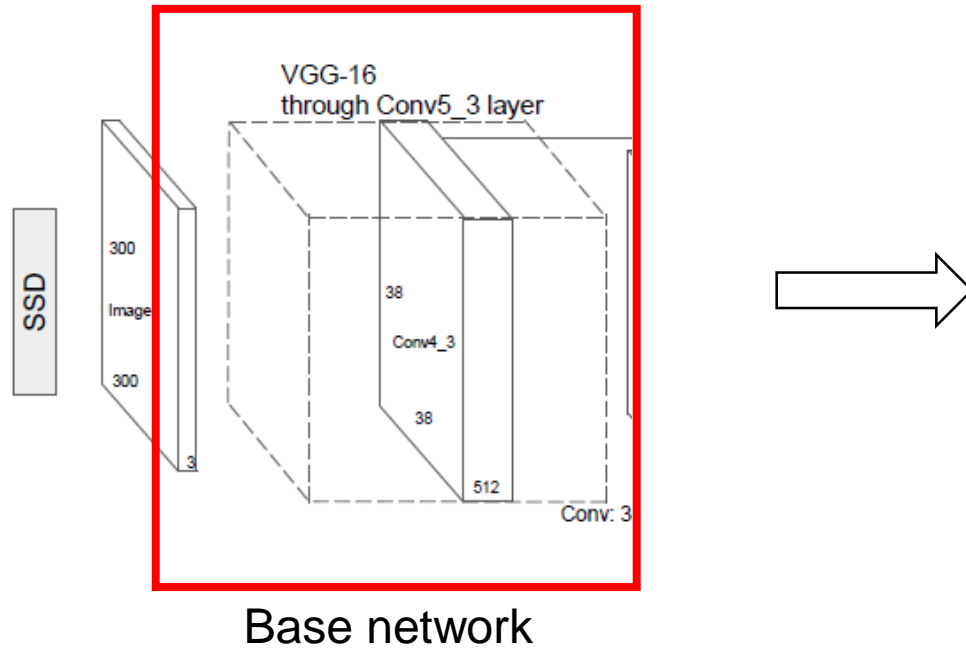 VGG-16
through Conv5_3 layer
SSD
300
Image
300
3
38
Conv4_3
38
512
Conv: 3
Base network